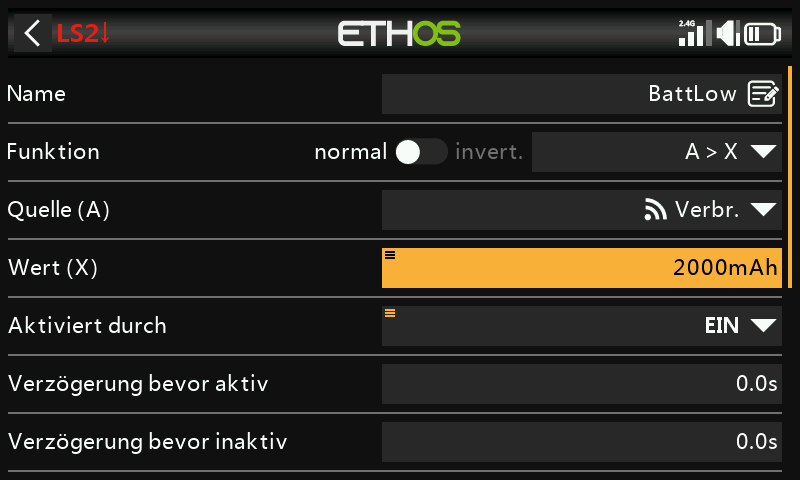 LS2↓ ETHOS 2.4G
Name BattLow
Funktion normal invert. A > X
Quelle (A) Verbr.
Wert (X) 2000mAh
Aktiviert durch EIN
Verzögerung bevor aktiv 0.0s
Verzögerung bevor inaktiv 0.0s